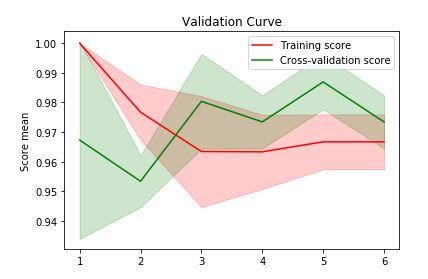 Validation Curve
Training score
Cross-validation score
Score mean
1.00
0.99
0.98
0.97
0.96
0.95
0.94
1 2 3 4 5 6